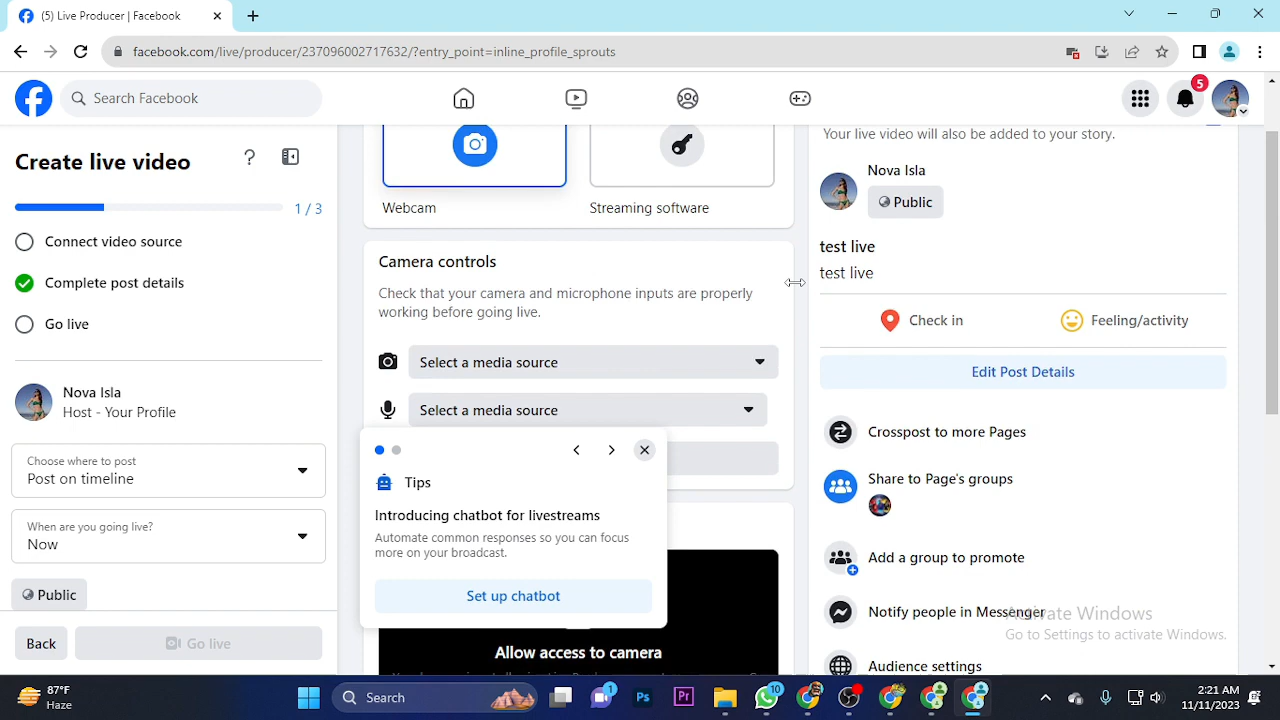 (5) Live Producer | Facebook
facebook.com/live/producer/237096002717632/?entry_point=inline_profile_sprouts
Search Facebook
5
Create live video
1 / 3
Connect video source
Complete post details
Go live
Nova Isla
Host - Your Profile
Choose where to post
Post on timeline
When are you going live?
Now
Public
Back
Go live
Webcam
Streaming software
Camera controls
Check that your camera and microphone inputs are properly
working before going live.
Select a media source
Select a media source
Tips
Introducing chatbot for livestreams
Automate common responses so you can focus
more on your broadcast.
Set up chatbot
Allow access to camera
Your live video will also be added to your story.
Nova Isla
Public
test live
test live
Check in
Feeling/activity
Edit Post Details
Crosspost to more Pages
Share to Page's groups
Add a group to promote
Notify people in Messenger
Audience settings
Activate Windows
Go to Settings to activate Windows.
87°F
Haze
Search
1
Ps
Pr
10
2:21 AM
11/11/2023